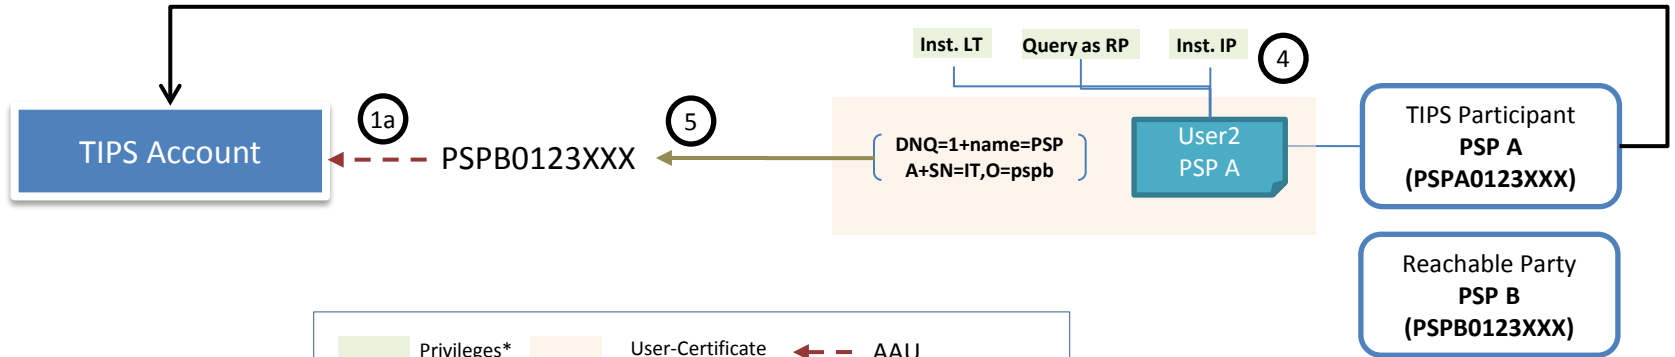 Inst. LT
Query as RP
Inst. IP
4
TIPS Account
1a
PSPB0123XXX
5
DNQ=1+name=PSP
A+SN=IT,O=pspb
User2
PSP A
TIPS Participant
PSP A
(PSPA0123XXX)
Reachable Party
PSP B
(PSPB0123XXX)
Privileges*
User-Certificate
AAU